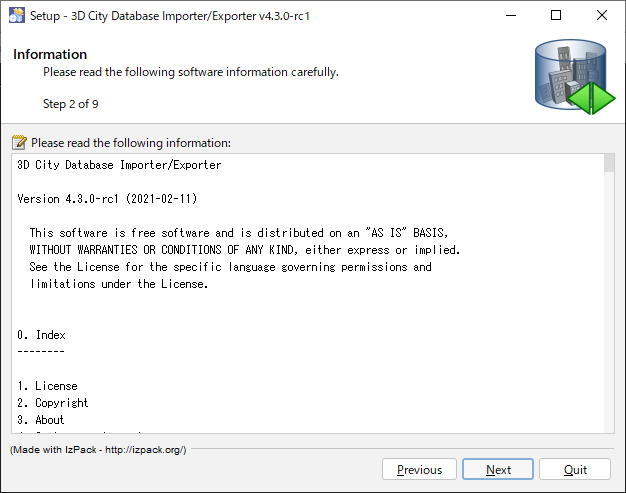 Setup - 3D City Database Importer/Exporter v4.3.0-rc1
Information
Please read the following software information carefully.
Step 2 of 9
Please read the following information:
3D City Database Importer/Exporter
Version 4.3.0-rc1 (2021-02-11)
This software is free software and is distributed on an "AS IS" BASIS,
WITHOUT WARRANTIES OR CONDITIONS OF ANY KIND, either express or implied.
See the License for the specific language governing permissions and
limitations under the License.
0. Index
--------
1. License
2. Copyright
3. About
(Made with IzPack - http://izpack.org/)
Previous
Next
Quit